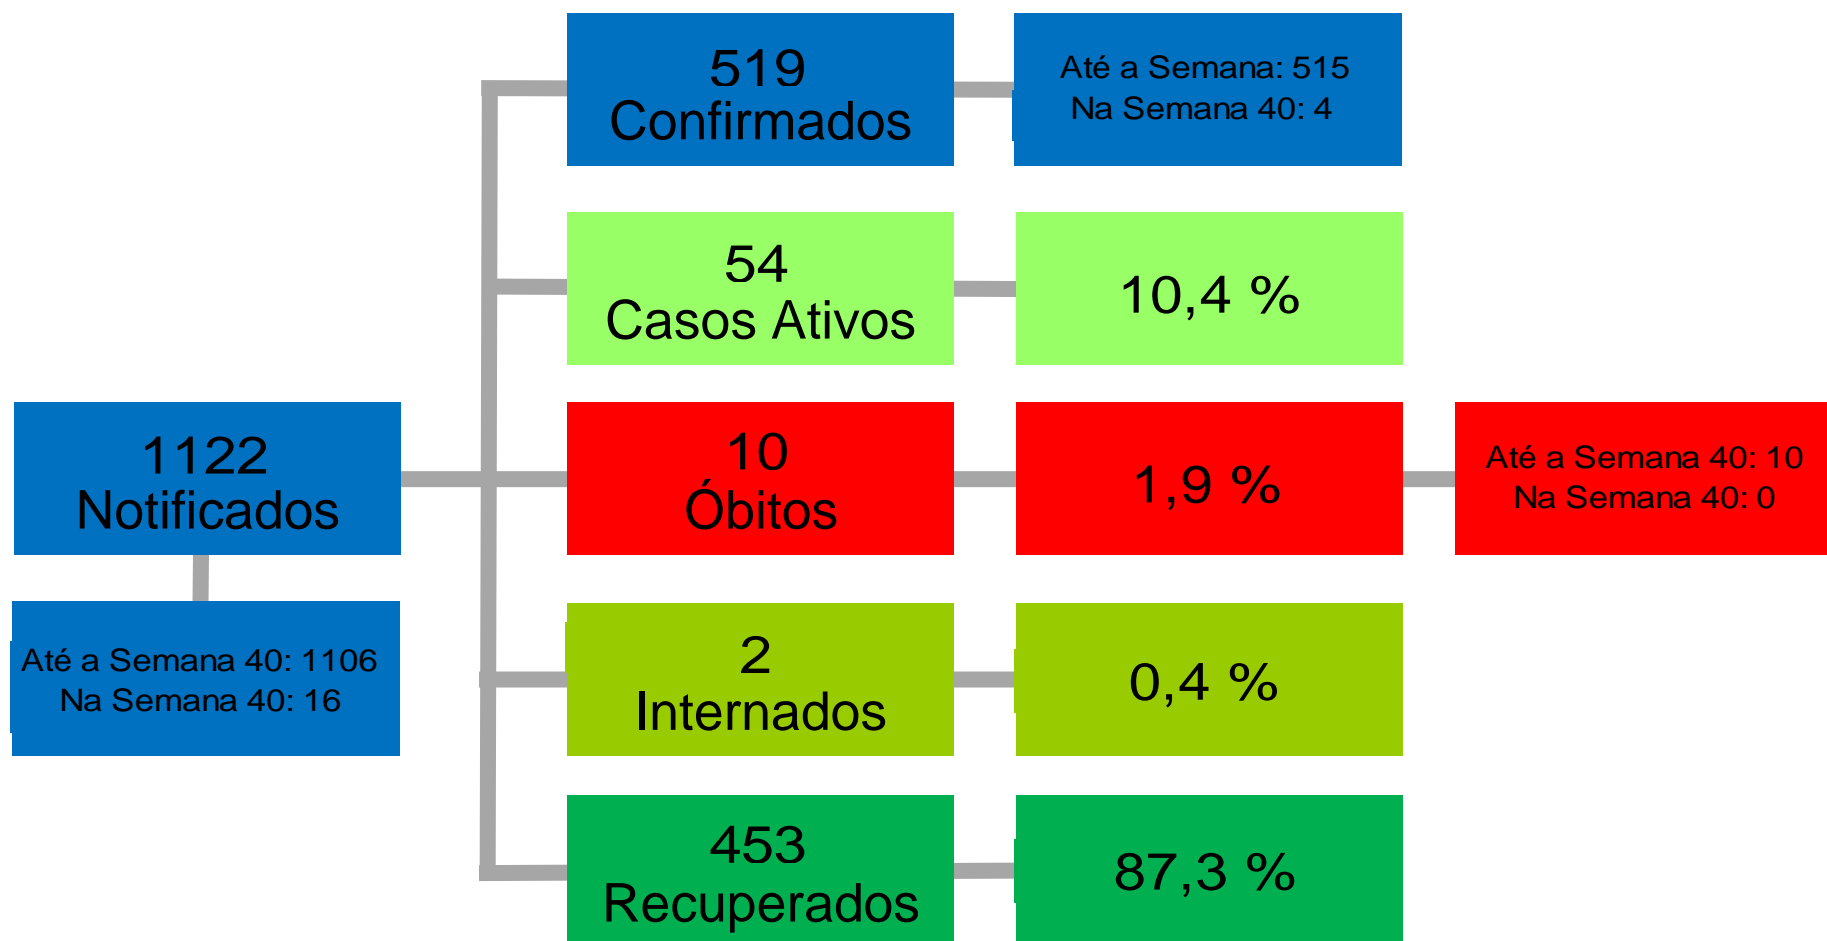 519
Confirmados
Até a Semana: 515
Na Semana 40: 4
54
Casos Ativos
10,4 %
1122
Notificados
10
Óbitos
1,9 %
Até a Semana 40: 10
Na Semana 40: 0
Até a Semana 40: 1106
Na Semana 40: 16
2
Internados
0,4 %
453
Recuperados
87,3 %